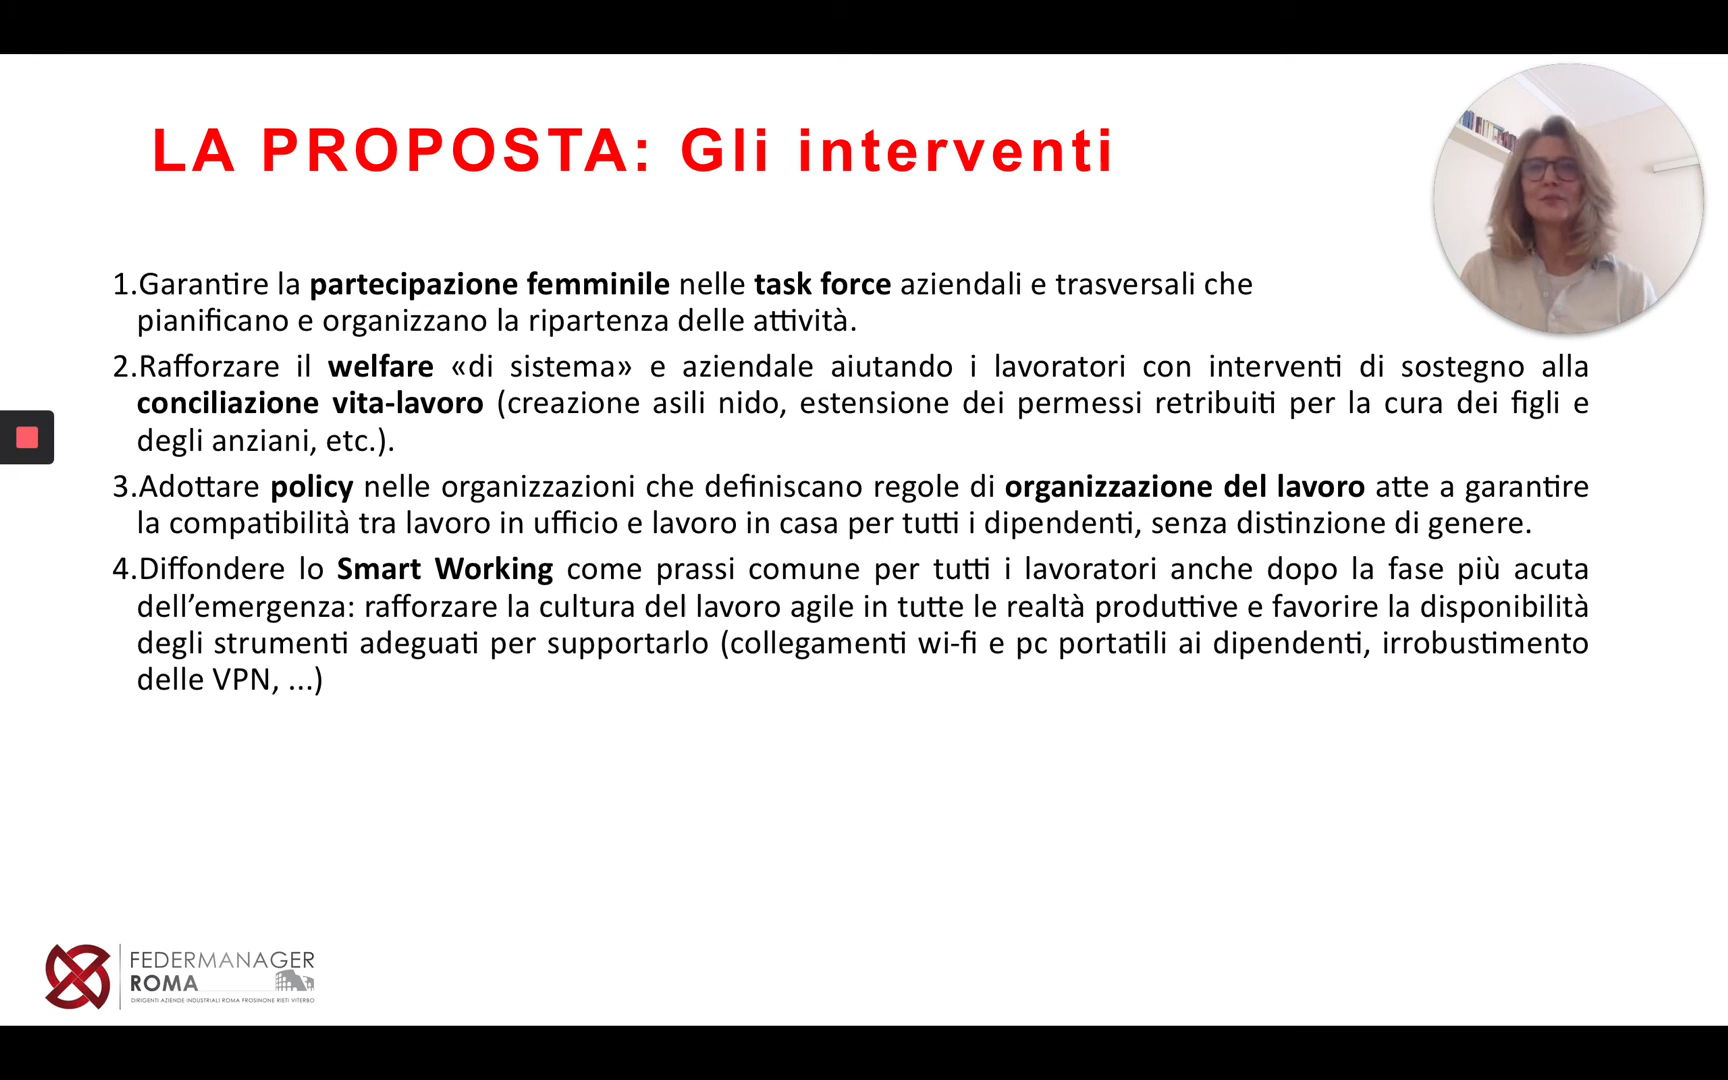 LA PROPOSTA: Gli interventi
1.Garantire la partecipazione femminile nelle task force aziendali e trasversali che
pianificano e organizzano la ripartenza delle attività.
2.Rafforzare il welfare «di sistema» e aziendale aiutando i lavoratori con interventi di sostegno alla
conciliazione vita-lavoro (creazione asili nido, estensione dei permessi retribuiti per la cura dei figli e
degli anziani, etc.).
3.Adottare policy nelle organizzazioni che definiscano regole di organizzazione del lavoro atte a garantire
la compatibilità tra lavoro in ufficio e lavoro in casa per tutti i dipendenti, senza distinzione di genere.
4.Diffondere lo Smart Working come prassi comune per tutti i lavoratori anche dopo la fase più acuta
dell’emergenza: rafforzare la cultura del lavoro agile in tutte le realtà produttive e favorire la disponibilità
degli strumenti adeguati per supportarlo (collegamenti wi-fi e pc portatili ai dipendenti, irrobustimento
delle VPN, ...)
FEDERMANAGER
ROMA
DIRIGENTI AZIENDE INDUSTRIALI ROMA FROSINONE RIETI VITERBO